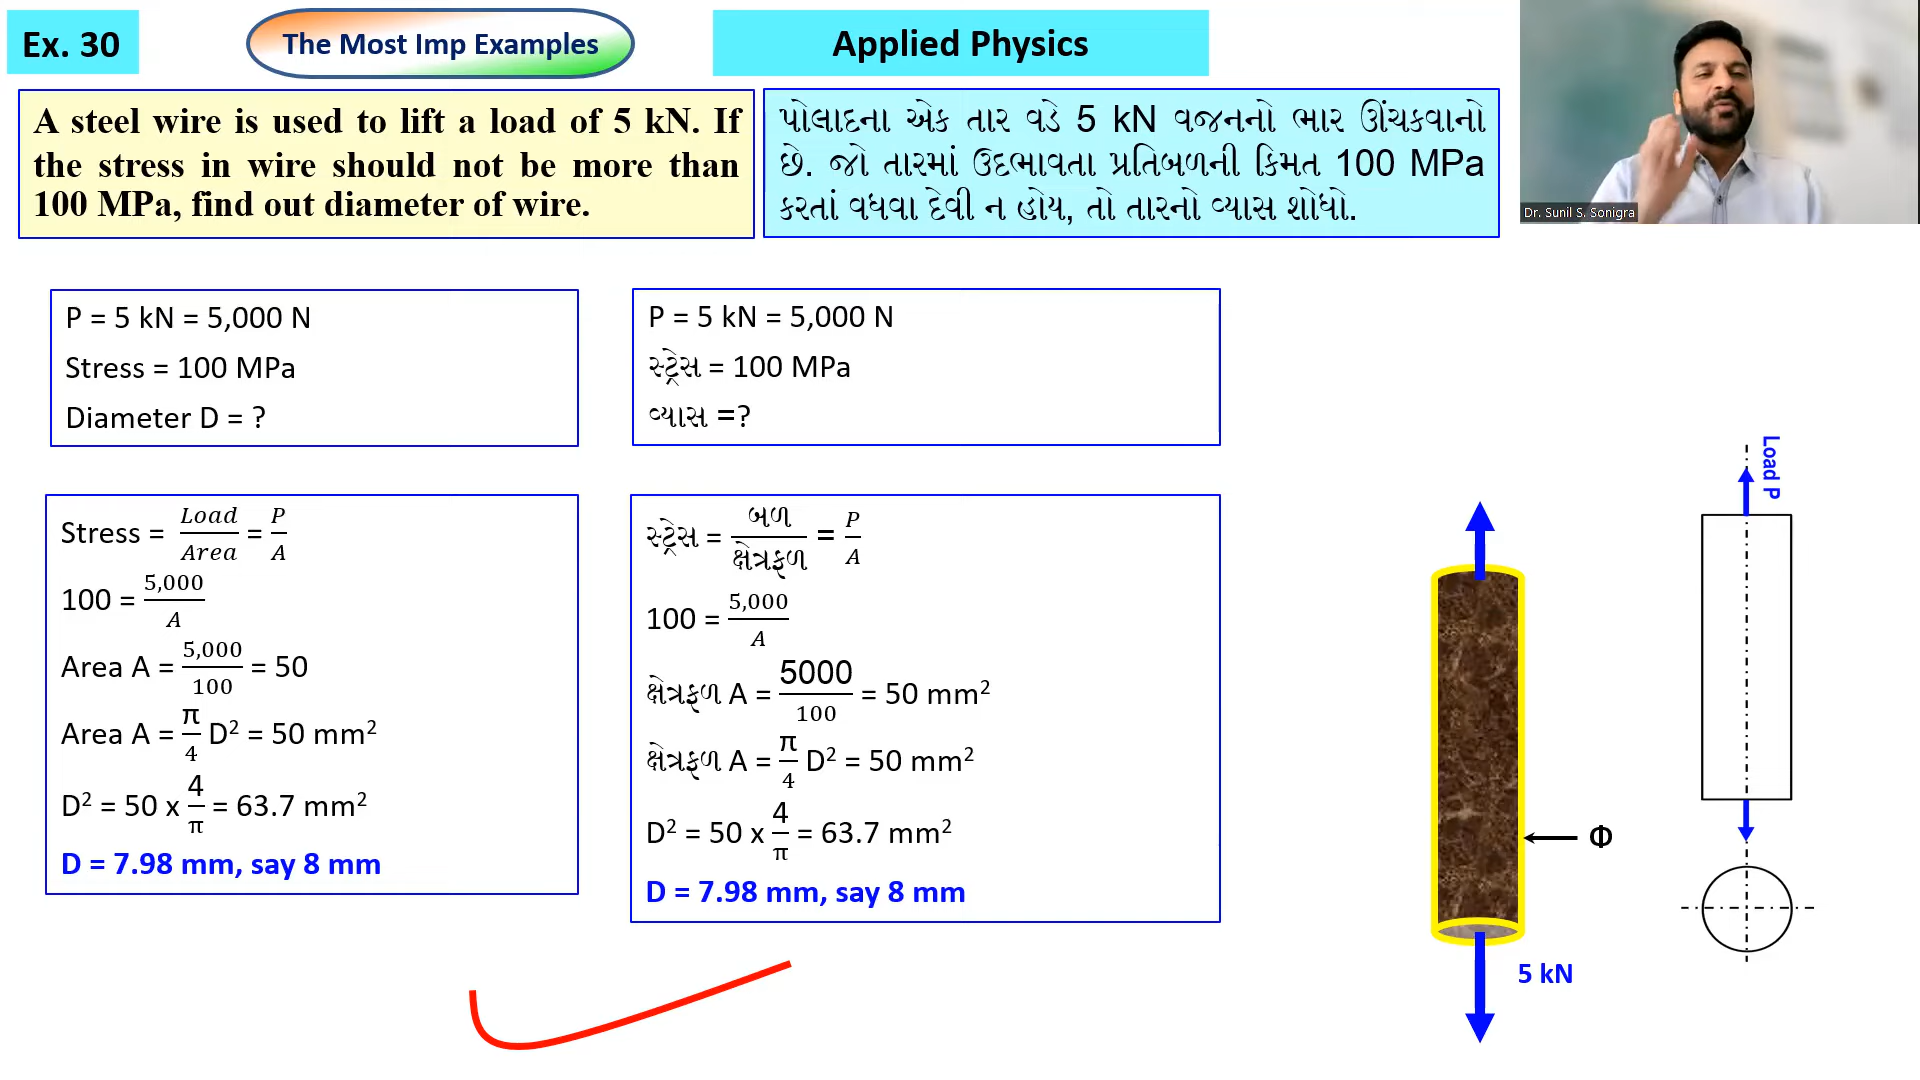 Ex. 30
The Most Imp Examples
Applied Physics
A steel wire is used to lift a load of 5 kN. If
the stress in wire should not be more than
100 MPa, find out diameter of wire.
પોલાદના એક તાર વડે 5 kN વજનનો ભાર ઊંચકવાનો
છે. જો તારમાં ઉદભાવતા પ્રતિબળની કિમત 100 MPa
કરતાં વધવા દેવી ન હોય, તો તારનો વ્યાસ શોધો.
Dr. Sunil S. Sonigra
P = 5 kN = 5,000 N
Stress = 100 MPa
Diameter D = ?
P = 5 kN = 5,000 N
સ્ટ્રેસ = 100 MPa
વ્યાસ =?
Stress = Load/Area = P/A
100 = 5,000/A
Area A = 5,000/100 = 50
Area A = π/4 D² = 50 mm²
D² = 50 x 4/π = 63.7 mm²
D = 7.98 mm, say 8 mm
સ્ટ્રેસ = બળ/ક્ષેત્રફળ = P/A
100 = 5,000/A
ક્ષેત્રફળ A = 5000/100 = 50 mm²
ક્ષેત્રફળ A = π/4 D² = 50 mm²
D² = 50 x 4/π = 63.7 mm²
D = 7.98 mm, say 8 mm
Load P
Φ
5 kN